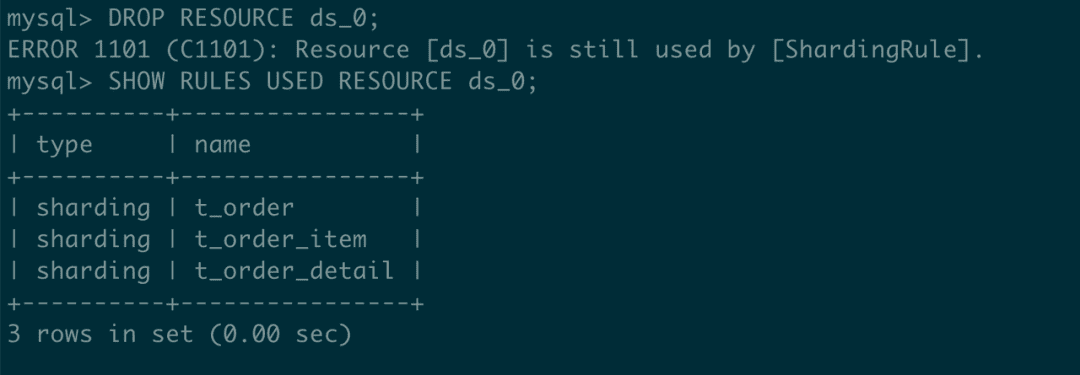 mysql> DROP RESOURCE ds_0;
ERROR 1101 (C1101): Resource [ds_0] is still used by [ShardingRule].
mysql> SHOW RULES USED RESOURCE ds_0;
+----------+----------------+
| type     | name           |
+----------+----------------+
| sharding | t_order        |
| sharding | t_order_item   |
| sharding | t_order_detail |
+----------+----------------+
3 rows in set (0.00 sec)